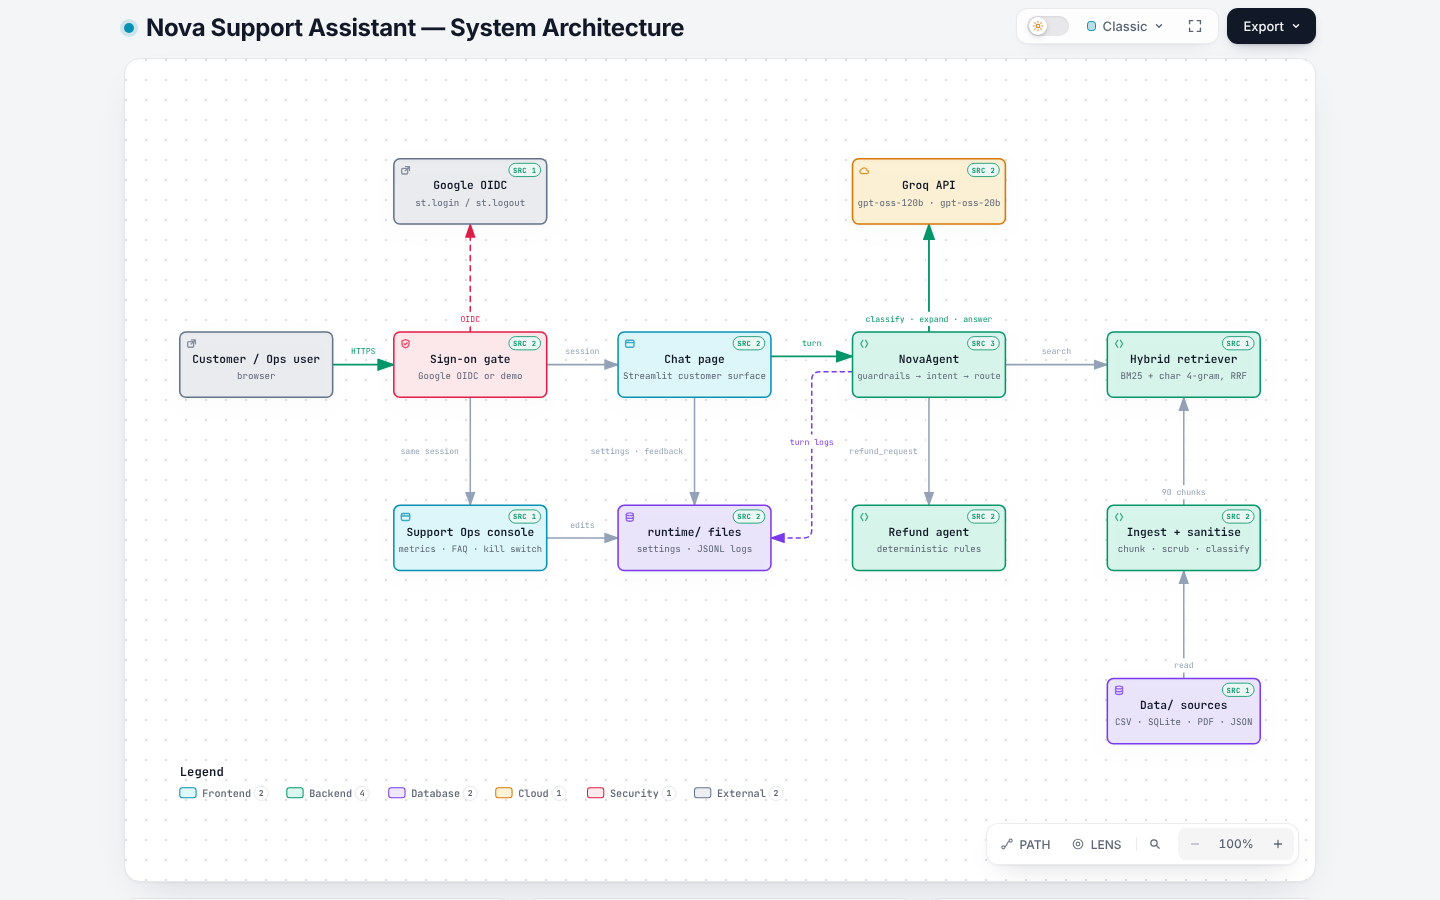 Nova Support Assistant — System Architecture
Classic
Export
SRC 1
Google OIDC
st.login / st.logout
SRC 2
Groq API
gpt-oss-120b · gpt-oss-20b
OIDC
classify · expand · answer
Customer / Ops user
browser
HTTPS
SRC 2
Sign-on gate
Google OIDC or demo
session
SRC 2
Chat page
Streamlit customer surface
turn
SRC 3
NovaAgent
guardrails → intent → route
search
SRC 1
Hybrid retriever
BM25 + char 4-gram, RRF
same session
settings · feedback
turn logs
refund_request
90 chunks
SRC 1
Support Ops console
metrics · FAQ · kill switch
edits
SRC 2
runtime/ files
settings · JSONL logs
SRC 2
Refund agent
deterministic rules
SRC 2
Ingest + sanitise
chunk · scrub · classify
read
SRC 1
Data/ sources
CSV · SQLite · PDF · JSON
Legend
Frontend 2
Backend 4
Database 2
Cloud 1
Security 1
External 2
PATH
LENS
− 100% +